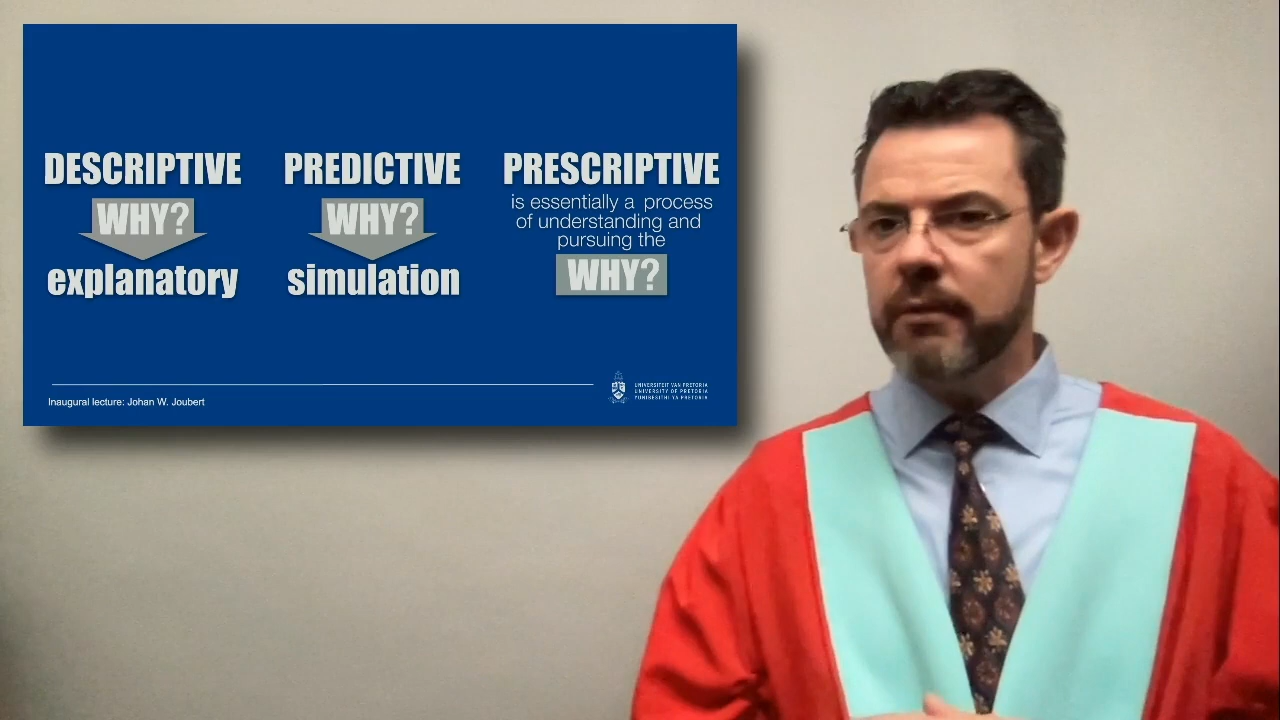 DESCRIPTIVE
WHY?
explanatory
PREDICTIVE
WHY?
simulation
PRESCRIPTIVE
is essentially a process
of understanding and
pursuing the
WHY?
Inaugural lecture: Johan W. Joubert
UNIVERSITEIT VAN PRETORIA
UNIVERSITY OF PRETORIA
YUNIBESITHI YA PRETORIA